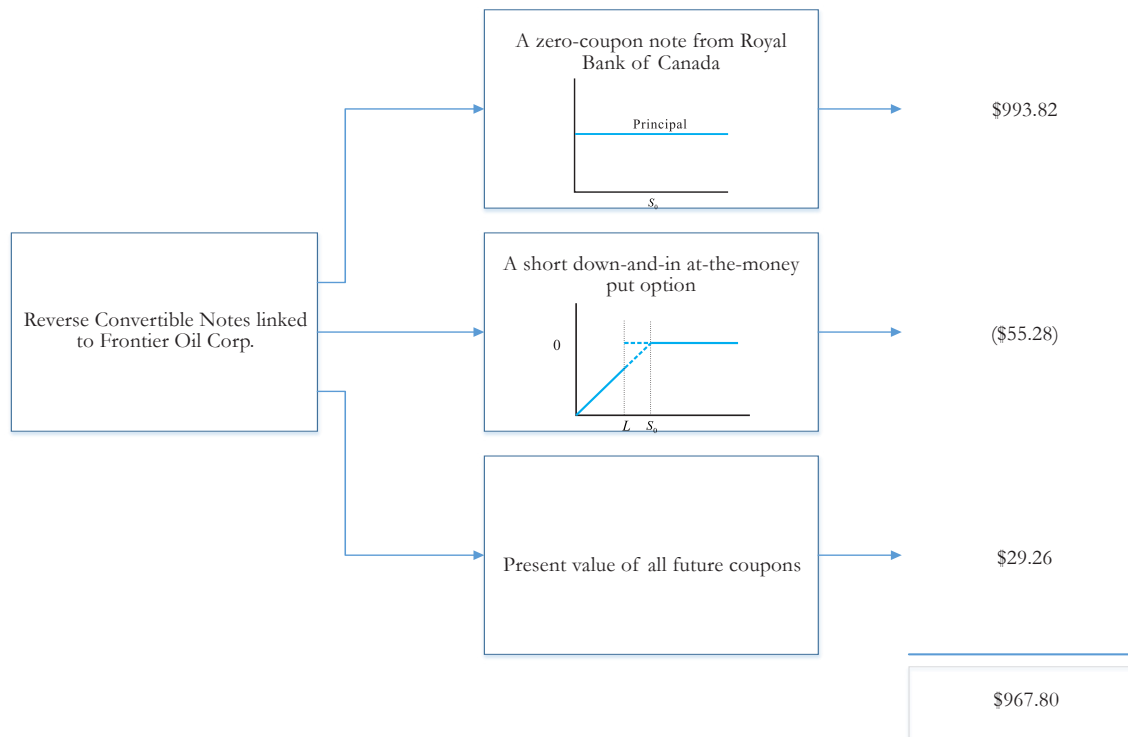 A zero-coupon note from Royal
Bank of Canada
Principal
S₀
$993.82
Reverse Convertible Notes linked
to Frontier Oil Corp.
A short down-and-in at-the-money
put option
0
L S₀
($55.28)
Present value of all future coupons
$29.26
$967.80